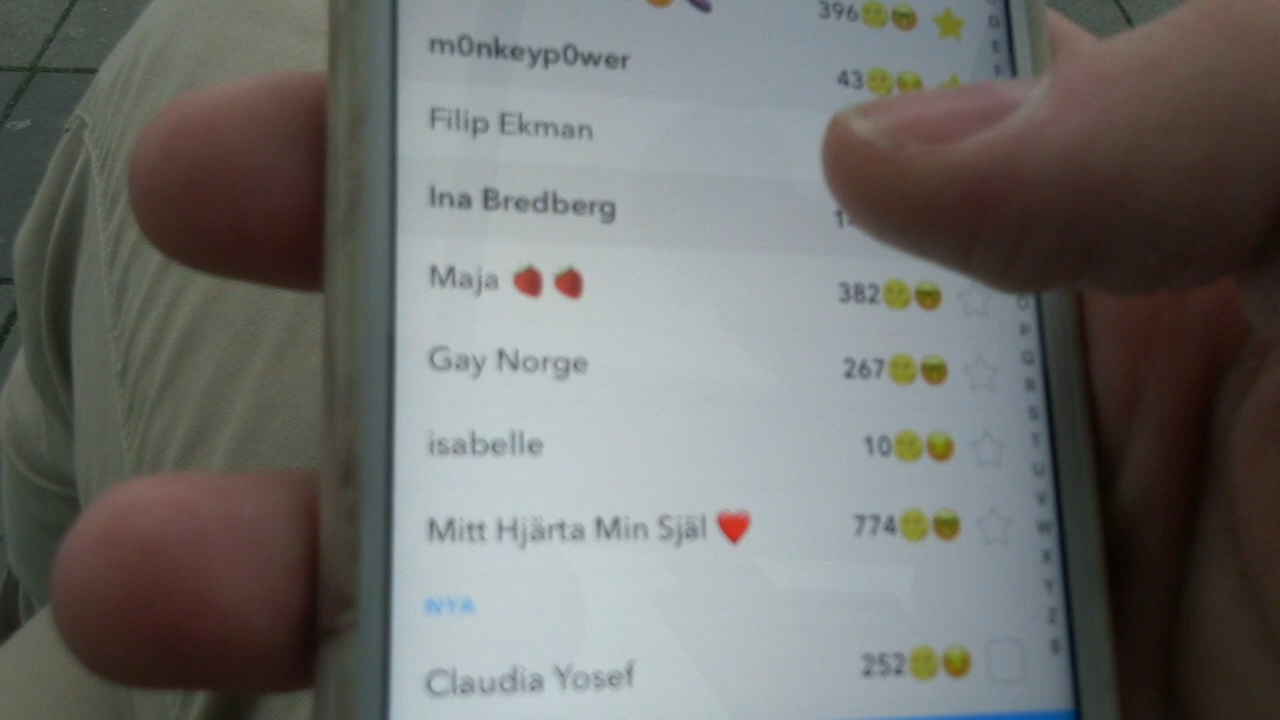 396
m0nkeyp0wer
43
Filip Ekman
Ina Bredberg
Maja 🍓 🍓
382
Gay Norge
267
isabelle
10
Mitt Hjärta Min Själ ❤️
774
NYA
Claudia Yosef
252
D
E
P
Q
R
S
T
U
V
W
X
Y
Z